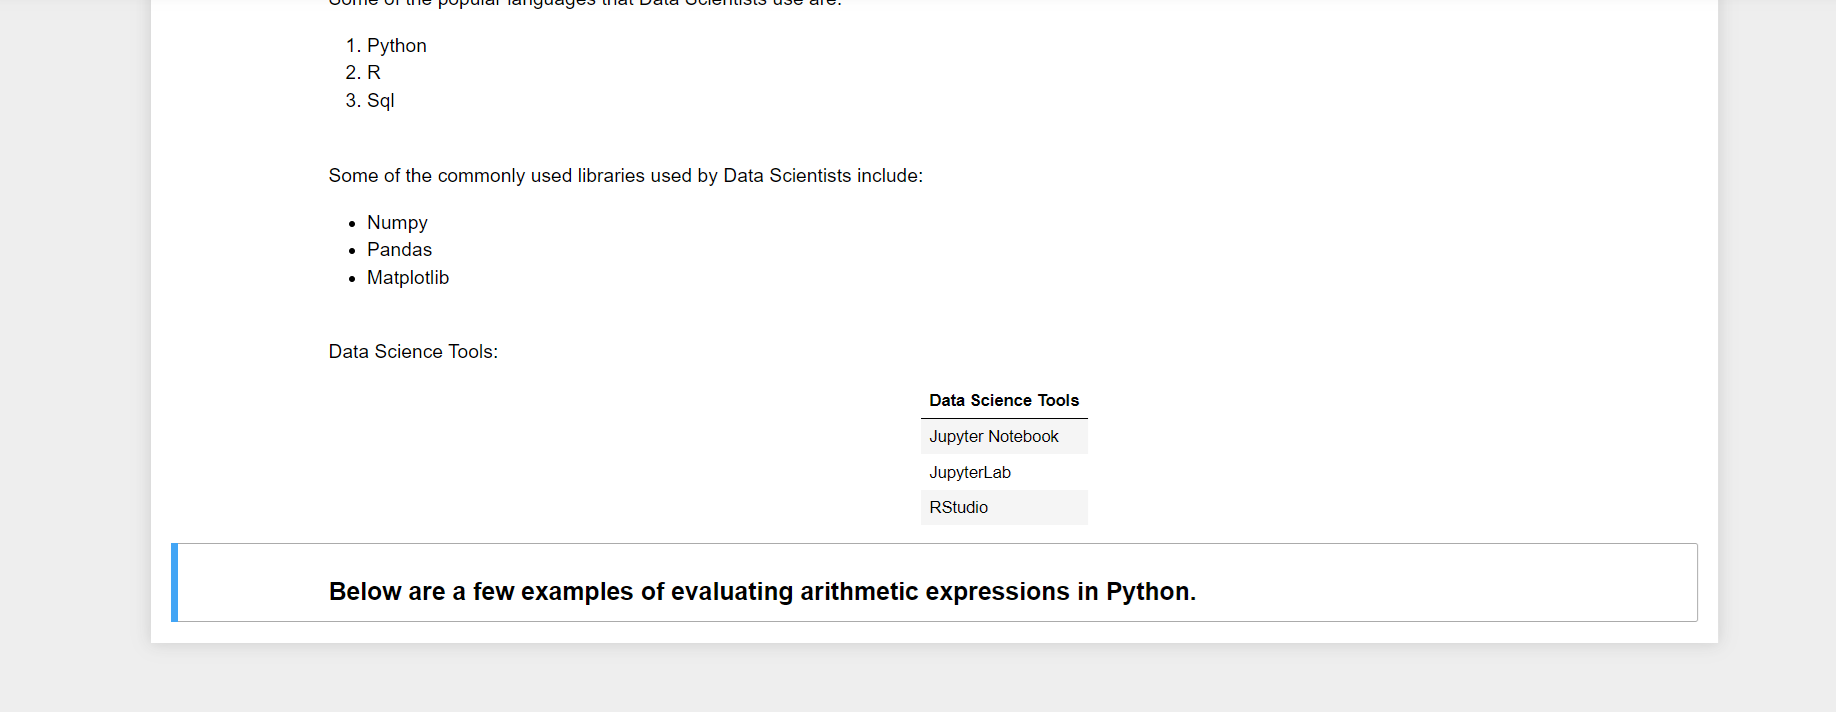 Some of the popular languages that Data Scientists use are:
1. Python
2. R
3. Sql
Some of the commonly used libraries used by Data Scientists include:
• Numpy
• Pandas
• Matplotlib
Data Science Tools:
Data Science Tools
Jupyter Notebook
JupyterLab
RStudio
Below are a few examples of evaluating arithmetic expressions in Python.